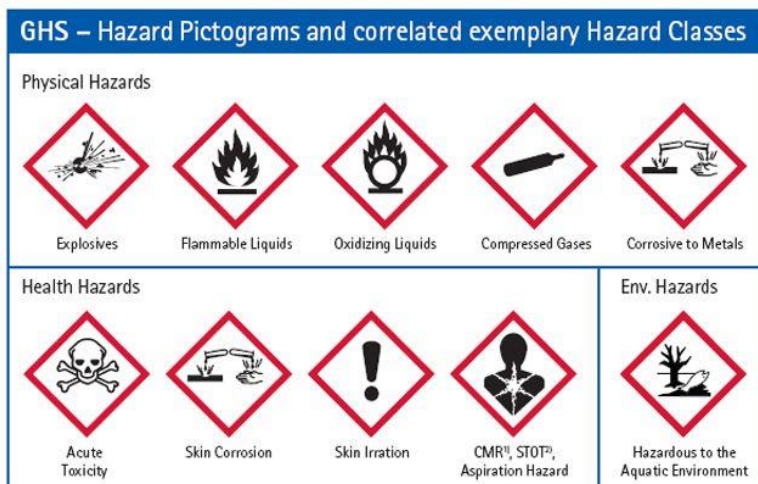 GHS – Hazard Pictograms and correlated exemplary Hazard Classes
Physical Hazards
Explosives
Flammable Liquids
Oxidizing Liquids
Compressed Gases
Corrosive to Metals
Health Hazards
Acute
Toxicity
Skin Corrosion
Skin Irration
CMR¹⁾, STOT²⁾,
Aspiration Hazard
Env. Hazards
Hazardous to the
Aquatic Environment